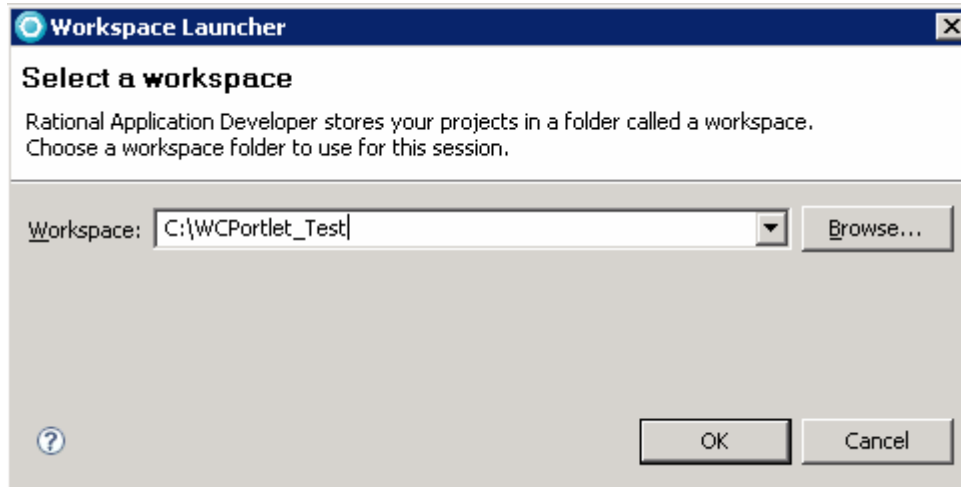 Workspace Launcher
Select a workspace
Rational Application Developer stores your projects in a folder called a workspace.
Choose a workspace folder to use for this session.
Workspace: C:\WCPortlet_Test Browse...
OK Cancel